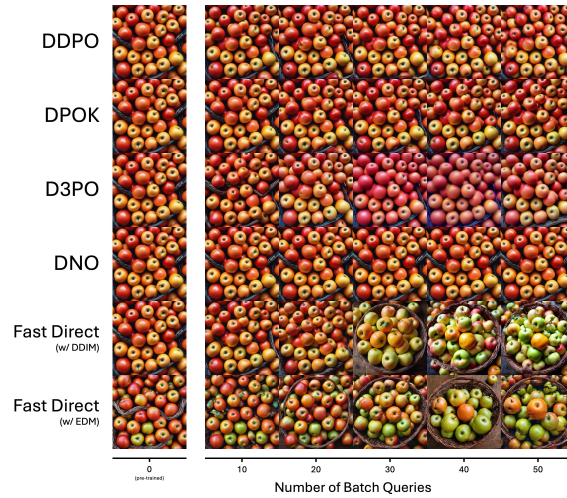 DDPO
DPOK
D3PO
DNO
Fast Direct
(w/ DDIM)
Fast Direct
(w/ EDM)
0 10 20 30 40 50
(pre-trained)
Number of Batch Queries